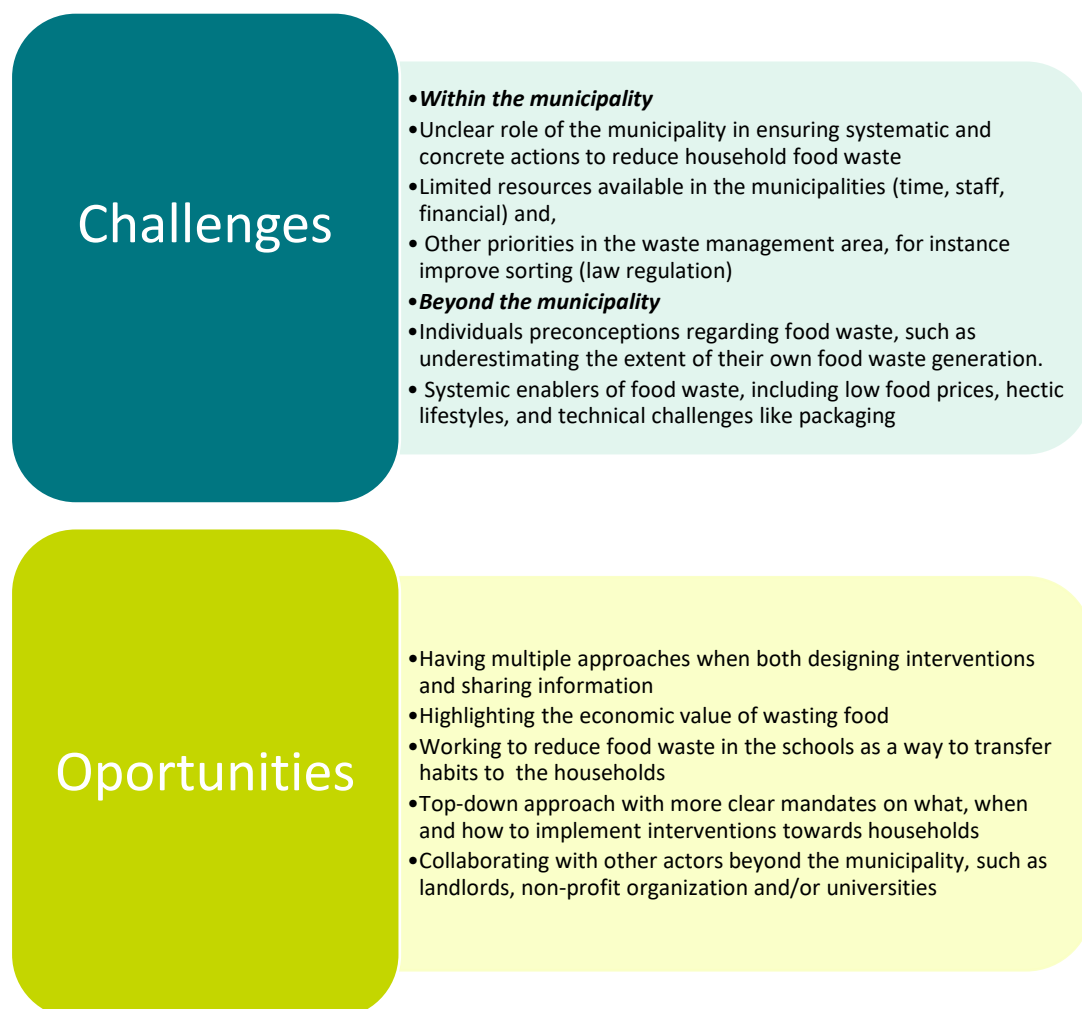 Challenges
•Within the municipality
•Unclear role of the municipality in ensuring systematic and
concrete actions to reduce household food waste
•Limited resources available in the municipalities (time, staff,
financial) and,
• Other priorities in the waste management area, for instance
improve sorting (law regulation)
•Beyond the municipality
•Individuals preconceptions regarding food waste, such as
underestimating the extent of their own food waste generation.
• Systemic enablers of food waste, including low food prices, hectic
lifestyles, and technical challenges like packaging
Oportunities
•Having multiple approaches when both designing interventions
and sharing information
•Highlighting the economic value of wasting food
•Working to reduce food waste in the schools as a way to transfer
habits to the households
•Top-down approach with more clear mandates on what, when
and how to implement interventions towards households
•Collaborating with other actors beyond the municipality, such as
landlords, non-profit organization and/or universities